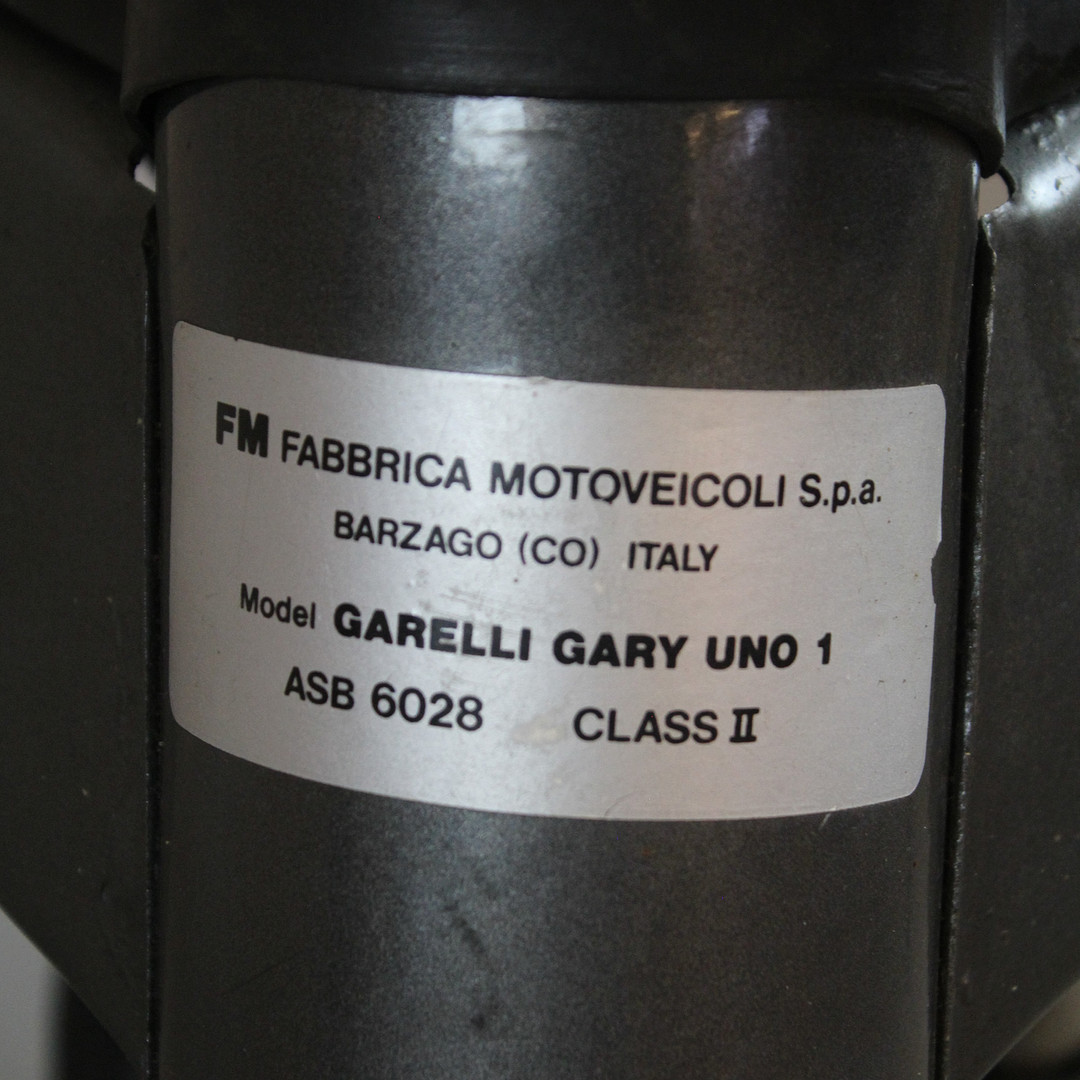 FM FABBRICA MOTOVEICOLI S.p.a.
BARZAGO (CO) ITALY
Model GARELLI GARY UNO 1
ASB 6028 CLASS II